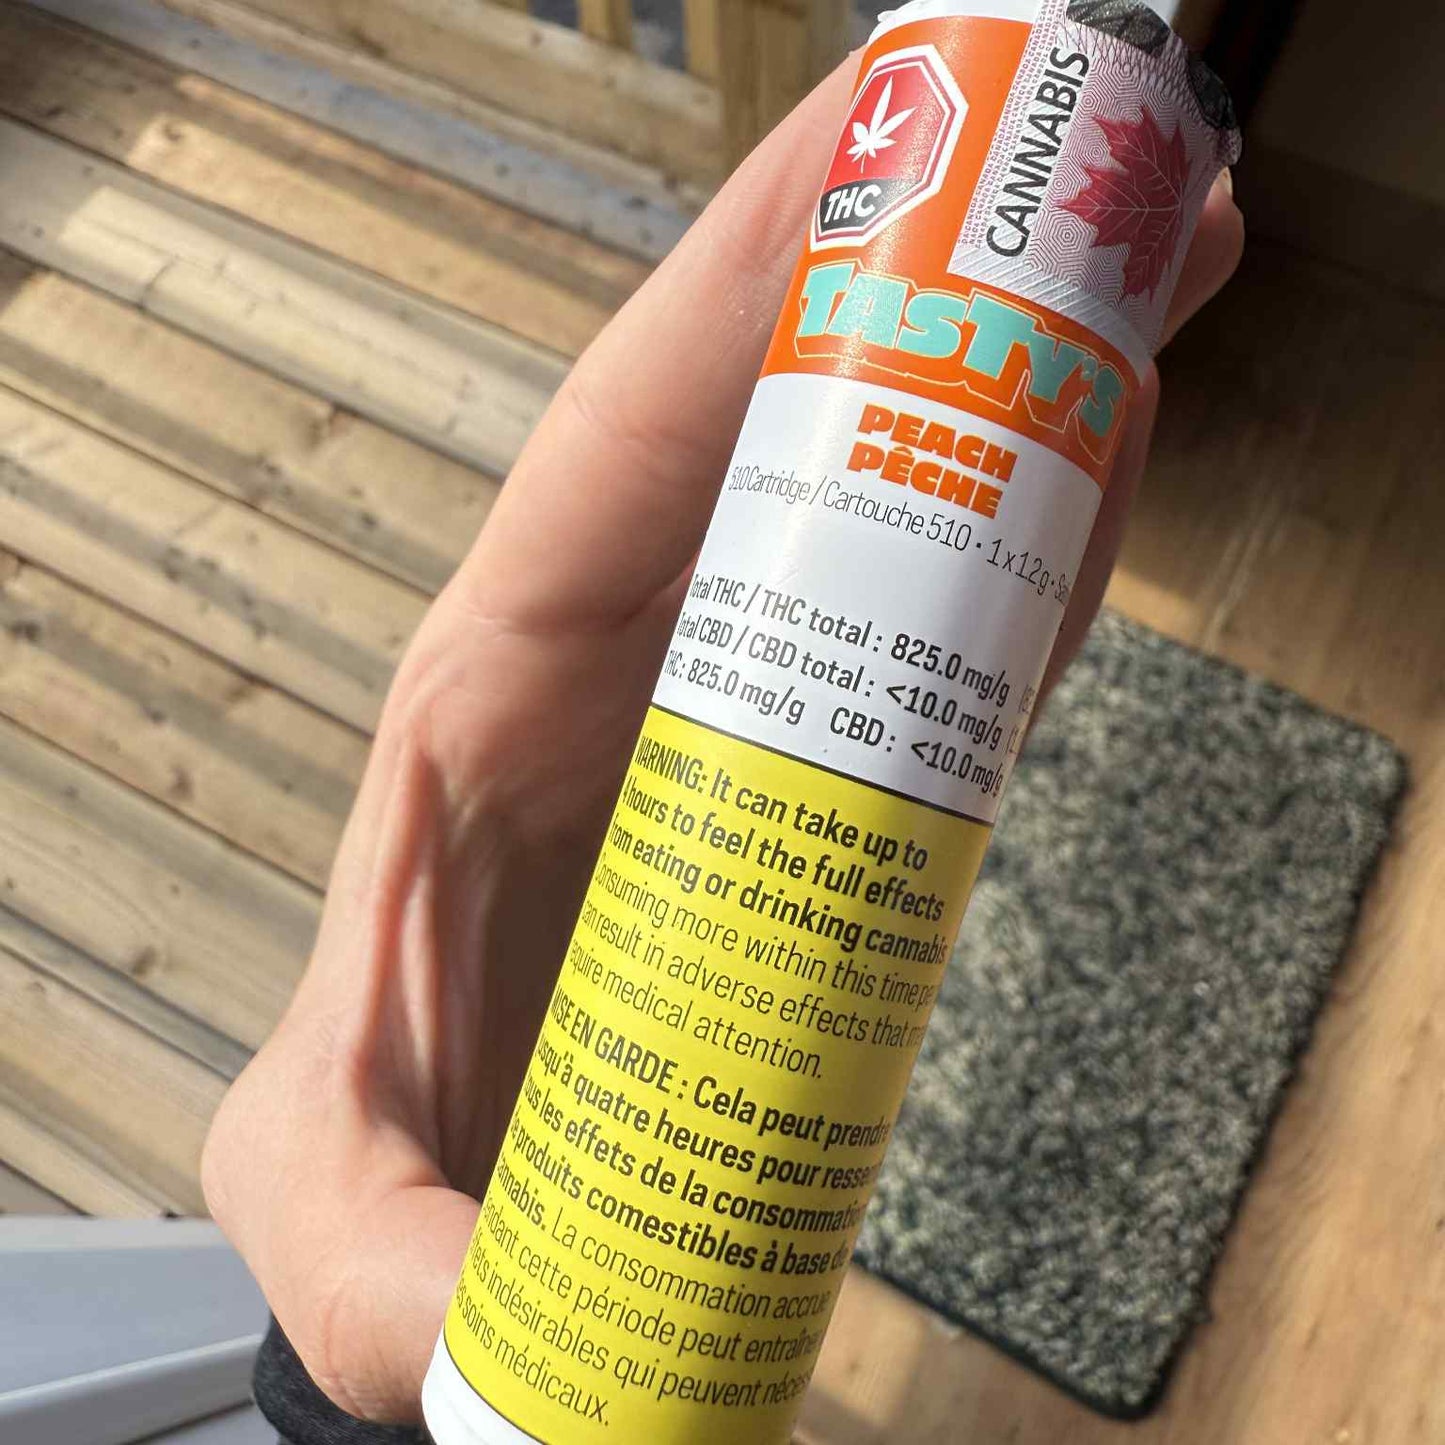 THC
CANNABIS
TASTY'S
PEACH
PÊCHE
510 Cartridge / Cartouche 510 · 1 x 1.2 g ·
Total THC / THC total : 825.0 mg/g
Total CBD / CBD total : <10.0 mg/g
THC : 825.0 mg/g CBD : <10.0 mg/g
WARNING: It can take up to
4 hours to feel the full effects
from eating or drinking cannabis
Consuming more within this time
can result in adverse effects that
require medical attention.
MISE EN GARDE : Cela peut prendre
jusqu'à quatre heures pour
tous les effets de la consommation
de produits comestibles à base de
cannabis. La consommation accrue
pendant cette période peut
effets indésirables qui peuvent
des soins médicaux.